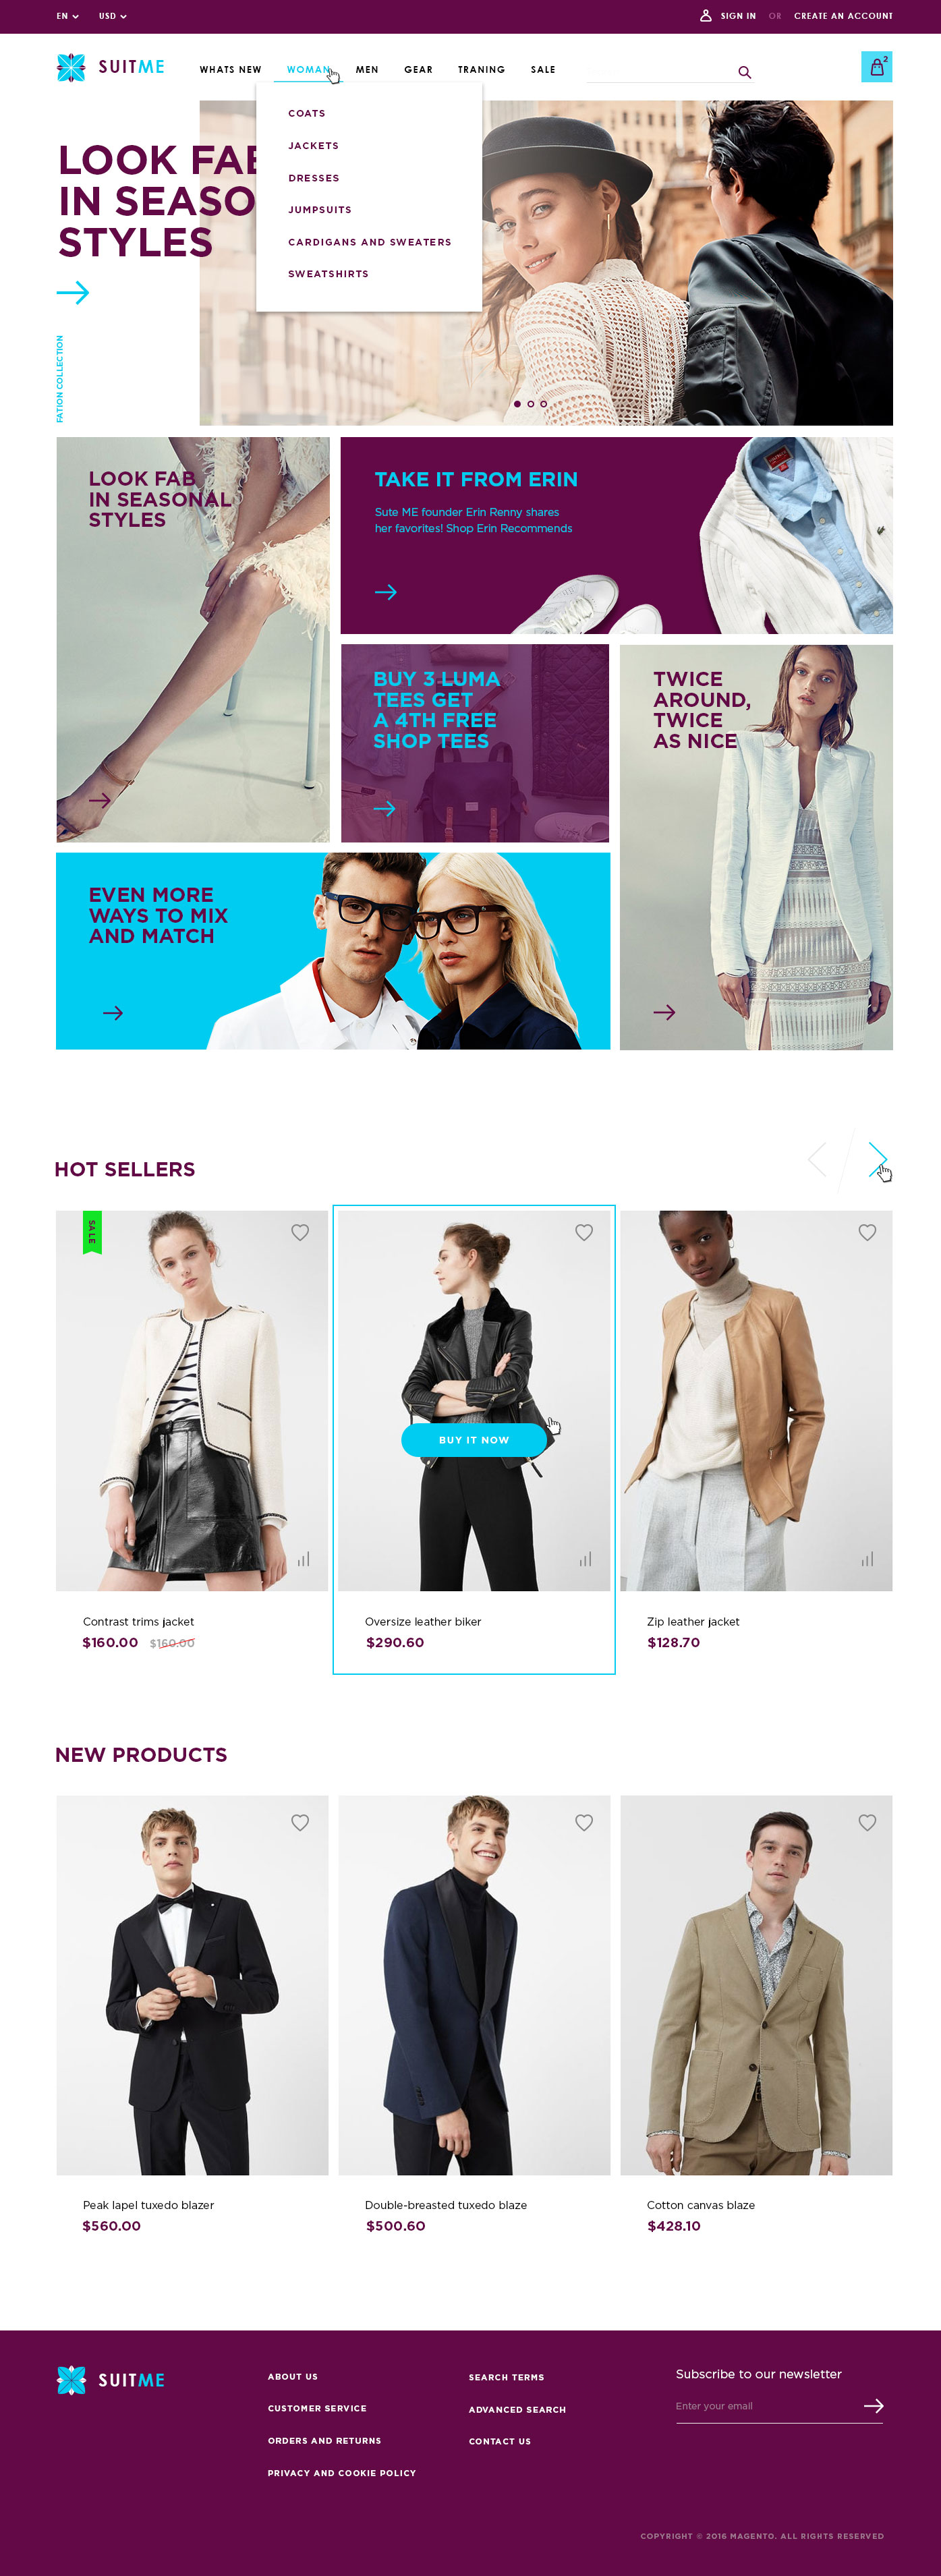 EN USD SIGN IN OR CREATE AN ACCOUNT
SUITME WHATS NEW WOMAN MEN GEAR TRANING SALE 2
COATS
JACKETS
DRESSES
JUMPSUITS
CARDIGANS AND SWEATERS
SWEATSHIRTS
LOOK FAB
IN SEASO
STYLES
FATION COLLECTION
LOOK FAB
IN SEASONAL
STYLES
TAKE IT FROM ERIN
Sute ME founder Erin Renny shares
her favorites! Shop Erin Recommends
BUY 3 LUMA
TEES GET
A 4TH FREE
SHOP TEES
TWICE
AROUND,
TWICE
AS NICE
EVEN MORE
WAYS TO MIX
AND MATCH
HOT SELLERS
SALE
BUY IT NOW
Contrast trims jacket
$160.00 $160.00
Oversize leather biker
$290.60
Zip leather jacket
$128.70
NEW PRODUCTS
Peak lapel tuxedo blazer
$560.00
Double-breasted tuxedo blaze
$500.60
Cotton canvas blaze
$428.10
SUITME
ABOUT US
CUSTOMER SERVICE
ORDERS AND RETURNS
PRIVACY AND COOKIE POLICY
SEARCH TERMS
ADVANCED SEARCH
CONTACT US
Subscribe to our newsletter
Enter your email
COPYRIGHT © 2016 MAGENTO. ALL RIGHTS RESERVED